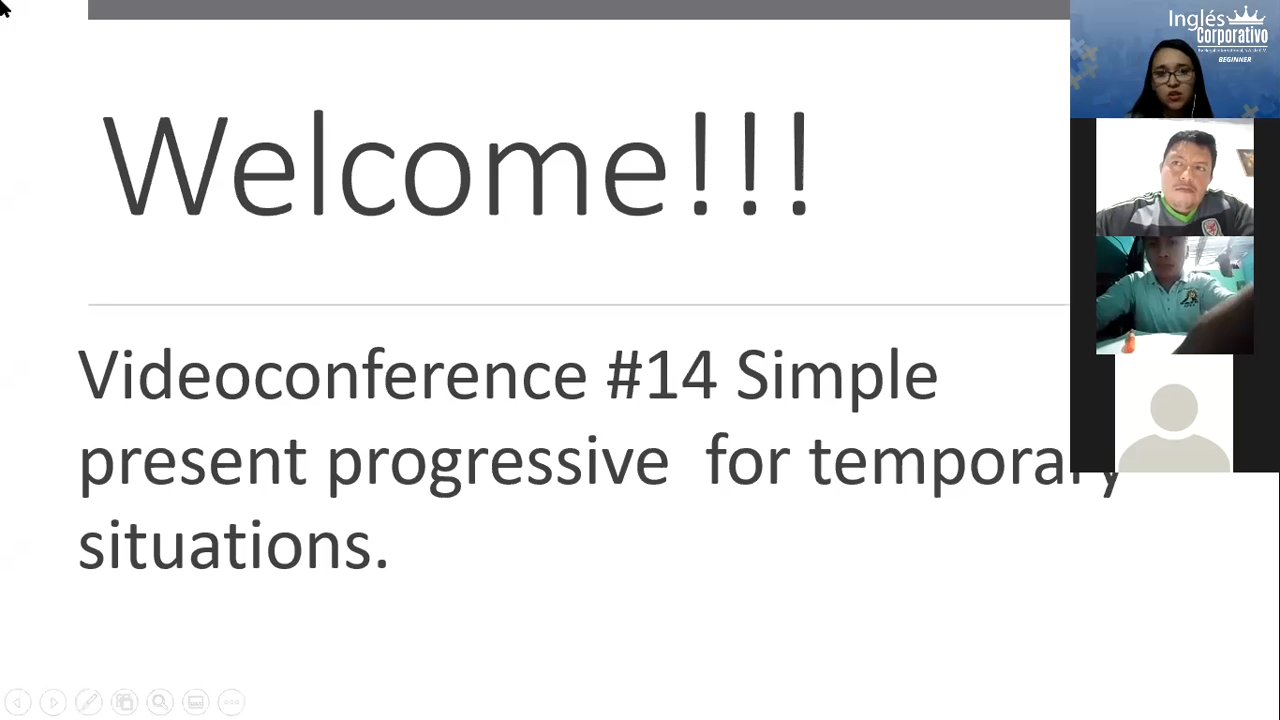 Welcome!!!
Inglés
Corporativo
BEGINNER
Videoconference #14 Simple
present progressive for temporary
situations.